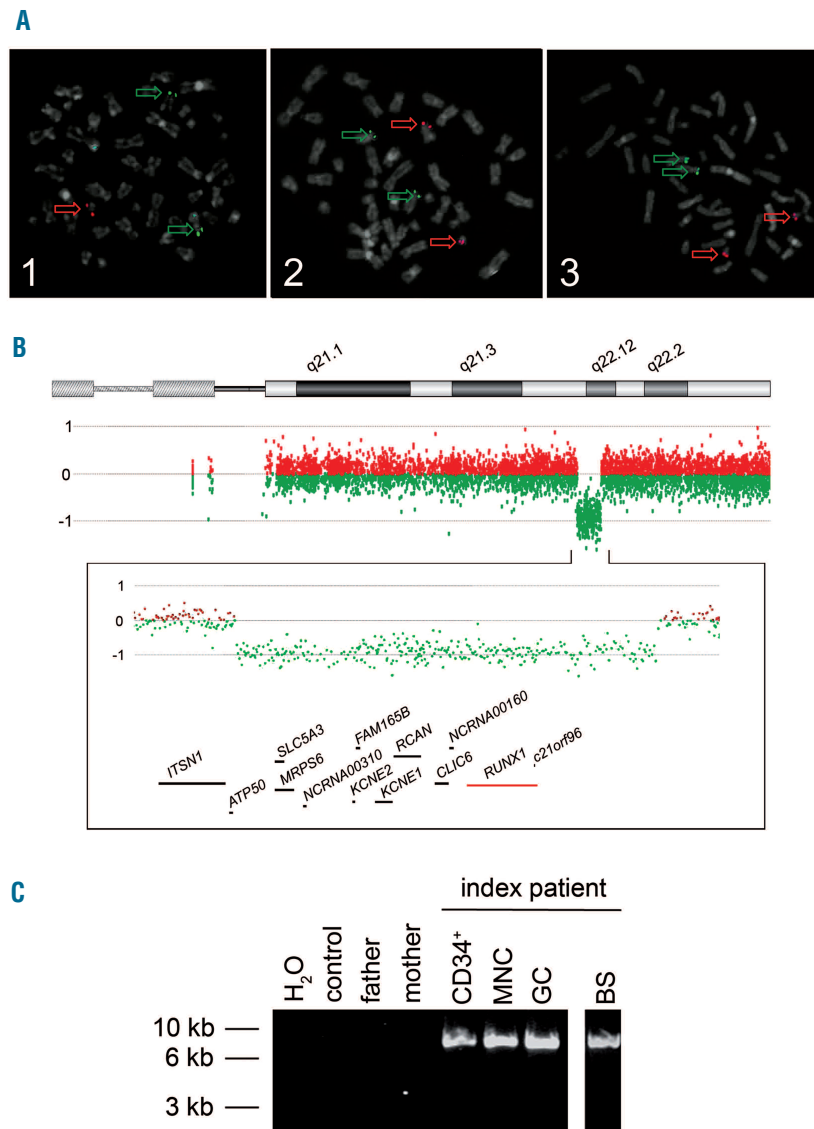 A
1
2
3
B
q21.1
q21.3
q22.12
q22.2
1
0
-1
1
0
-1
ITSN1
ATP50
SLC5A3
MRPS6
NCRNA00310
FAM165B
KCNE2
RCAN
KCNE1
CLIC6
NCRNA00160
RUNX1
c21orf96
C
index patient
H₂O
control
father
mother
CD34⁺
MNC
GC
BS
10 kb
6 kb
3 kb